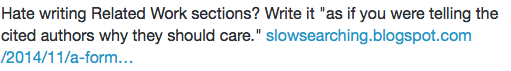 Hate writing Related Work sections? Write it "as if you were telling the
cited authors why they should care." slowsearching.blogspot.com
/2014/11/a-form…